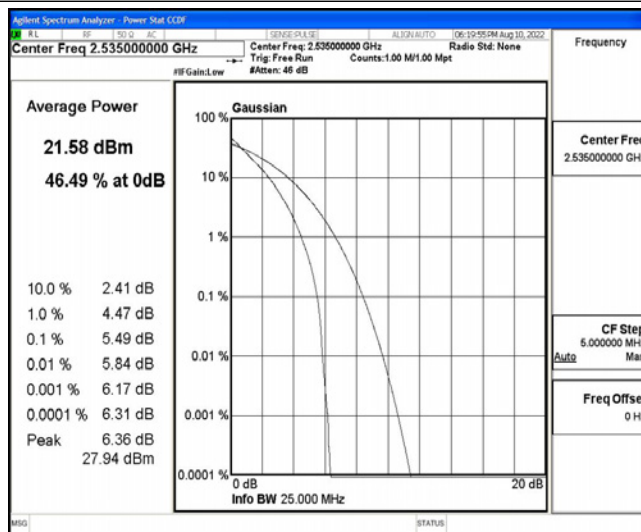 Agilent Spectrum Analyzer - Power Stat CCDF
RL RF 50 Ω AC SENSE:PULSE ALIGN AUTO 06:19:55 PM Aug 10, 2022
Center Freq 2.535000000 GHz
Center Freq: 2.535000000 GHz Radio Std: None
Trig: Free Run Counts:1.00 M/1.00 Mpt
#IFGain:Low #Atten: 46 dB
Frequency
Average Power
21.58 dBm
46.49 % at 0dB
10.0 % 2.41 dB
1.0 % 4.47 dB
0.1 % 5.49 dB
0.01 % 5.84 dB
0.001 % 6.17 dB
0.0001 % 6.31 dB
Peak 6.36 dB
27.94 dBm
Gaussian
100 %
10 %
1 %
0.1 %
0.01 %
0.001 %
0.0001 %
0 dB 20 dB
Info BW 25.000 MHz
Center Fre
2.535000000 GH
CF Ste
5.000000 MH
Auto Ma
Freq Offse
0 H
MSG STATUS